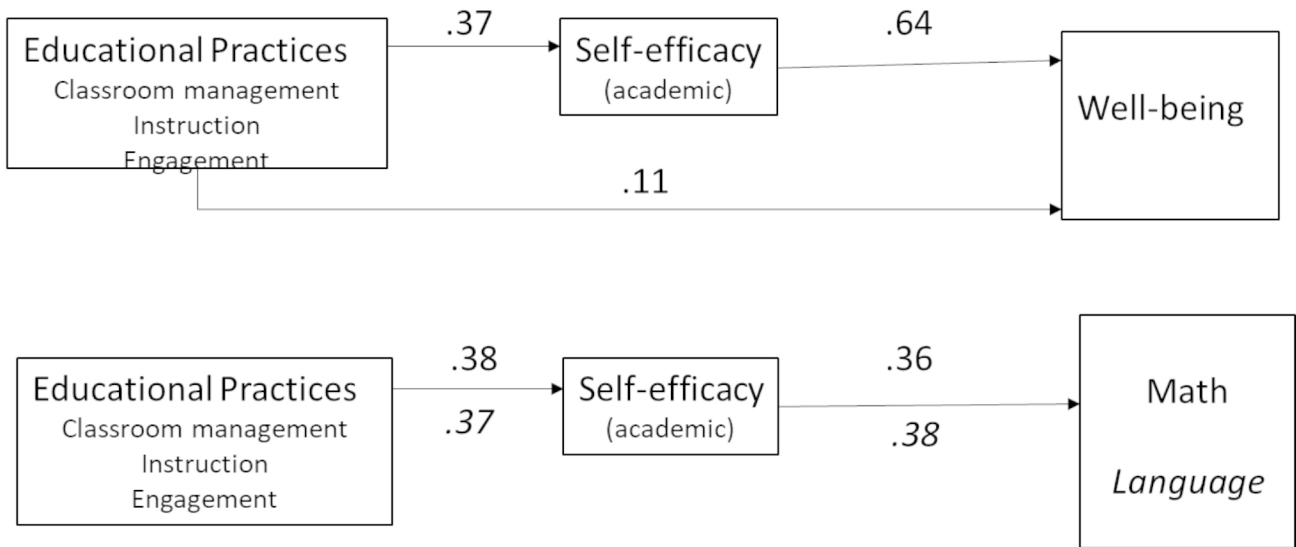 .37
.64
Educational Practices
Classroom management
Instruction
Engagement
Self-efficacy
(academic)
Well-being
.11
.38
.36
Educational Practices
Classroom management
Instruction
Engagement
.37
Self-efficacy
(academic)
.38
Math
Language